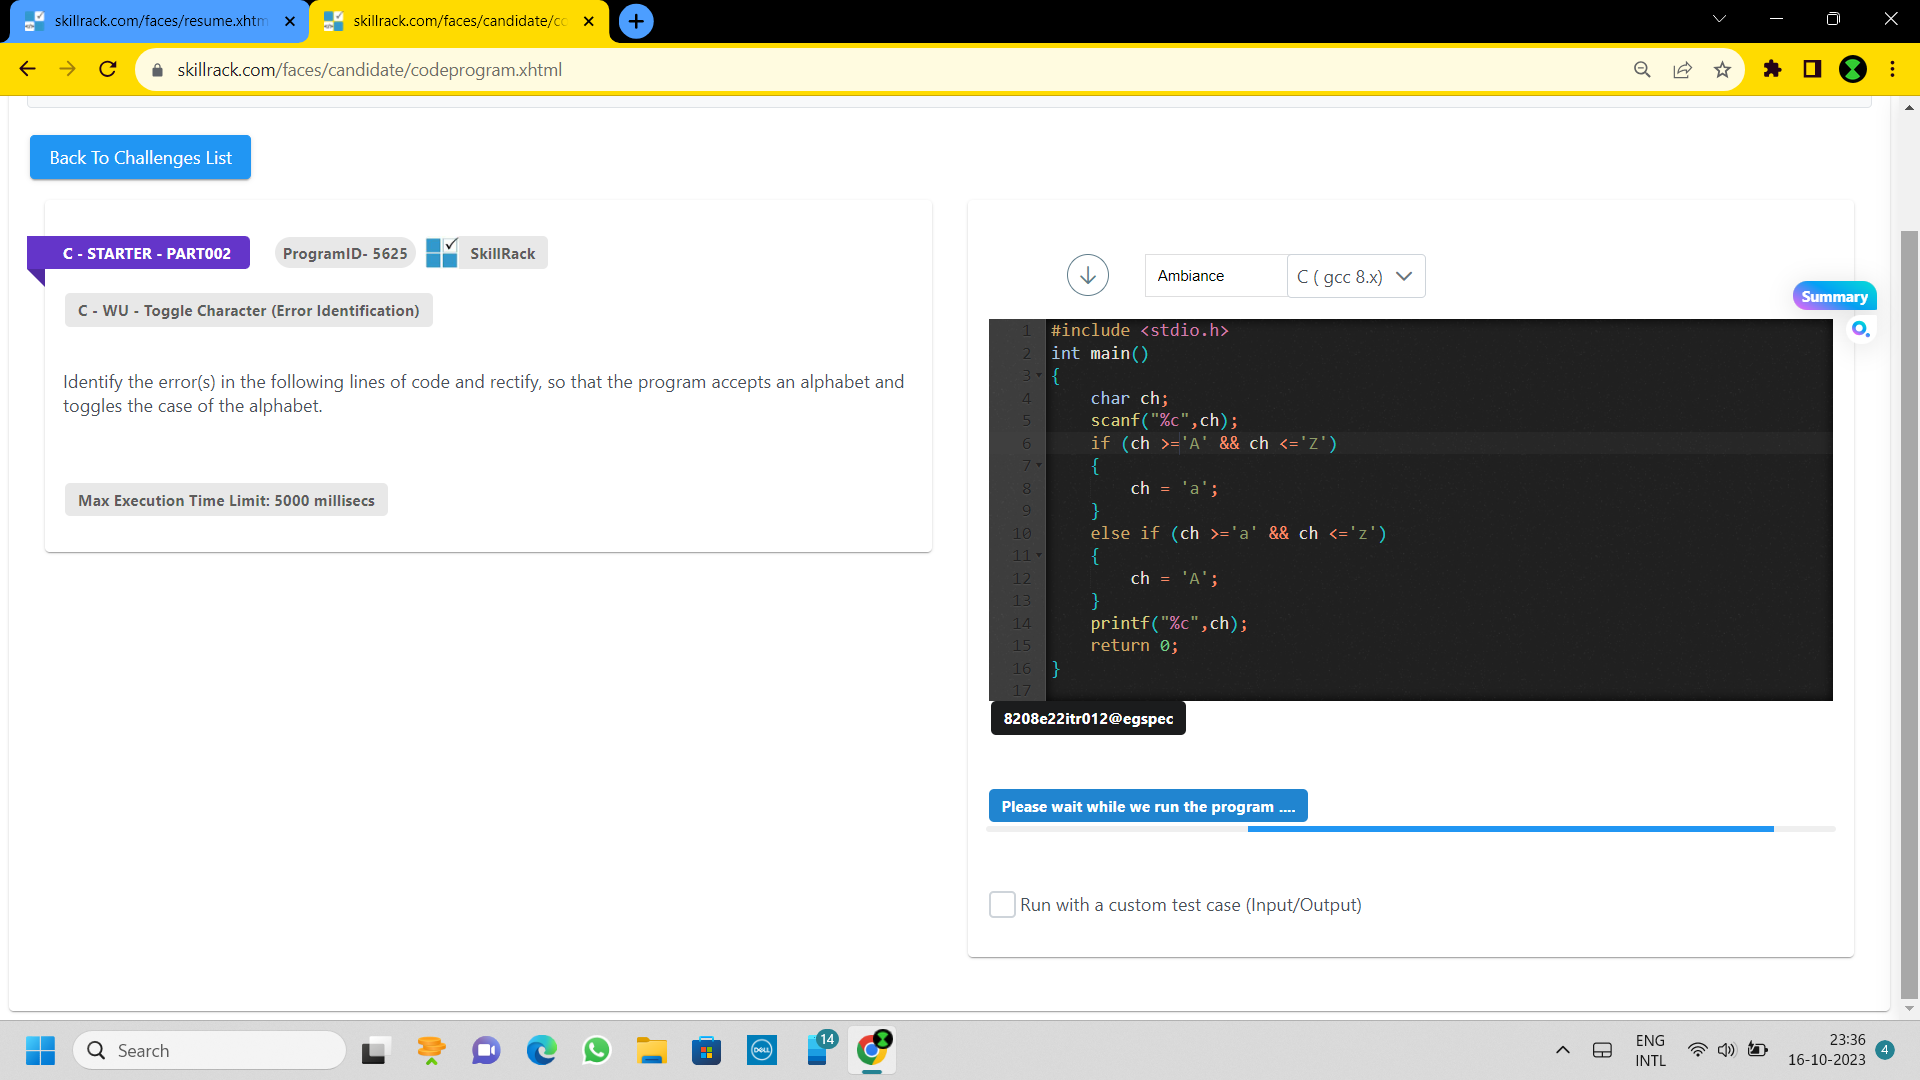 skillrack.com/faces/resume.xhtm
skillrack.com/faces/candidate/co
skillrack.com/faces/candidate/codeprogram.xhtml
Back To Challenges List
C - STARTER - PART002
ProgramID- 5625
SkillRack
C - WU - Toggle Character (Error Identification)
Identify the error(s) in the following lines of code and rectify, so that the program accepts an alphabet and
toggles the case of the alphabet.
Max Execution Time Limit: 5000 millisecs
Ambiance
C ( gcc 8.x)
Summary
1 #include <stdio.h>
2 int main()
3 {
4 char ch;
5 scanf("%c",ch);
6 if (ch >='A' && ch <='Z')
7 {
8 ch = 'a';
9 }
10 else if (ch >='a' && ch <='z')
11 {
12 ch = 'A';
13 }
14 printf("%c",ch);
15 return 0;
16 }
17
8208e22itr012@egspec
Please wait while we run the program ....
Run with a custom test case (Input/Output)
Search
DELL
14
ENG
INTL
23:36
16-10-2023
4